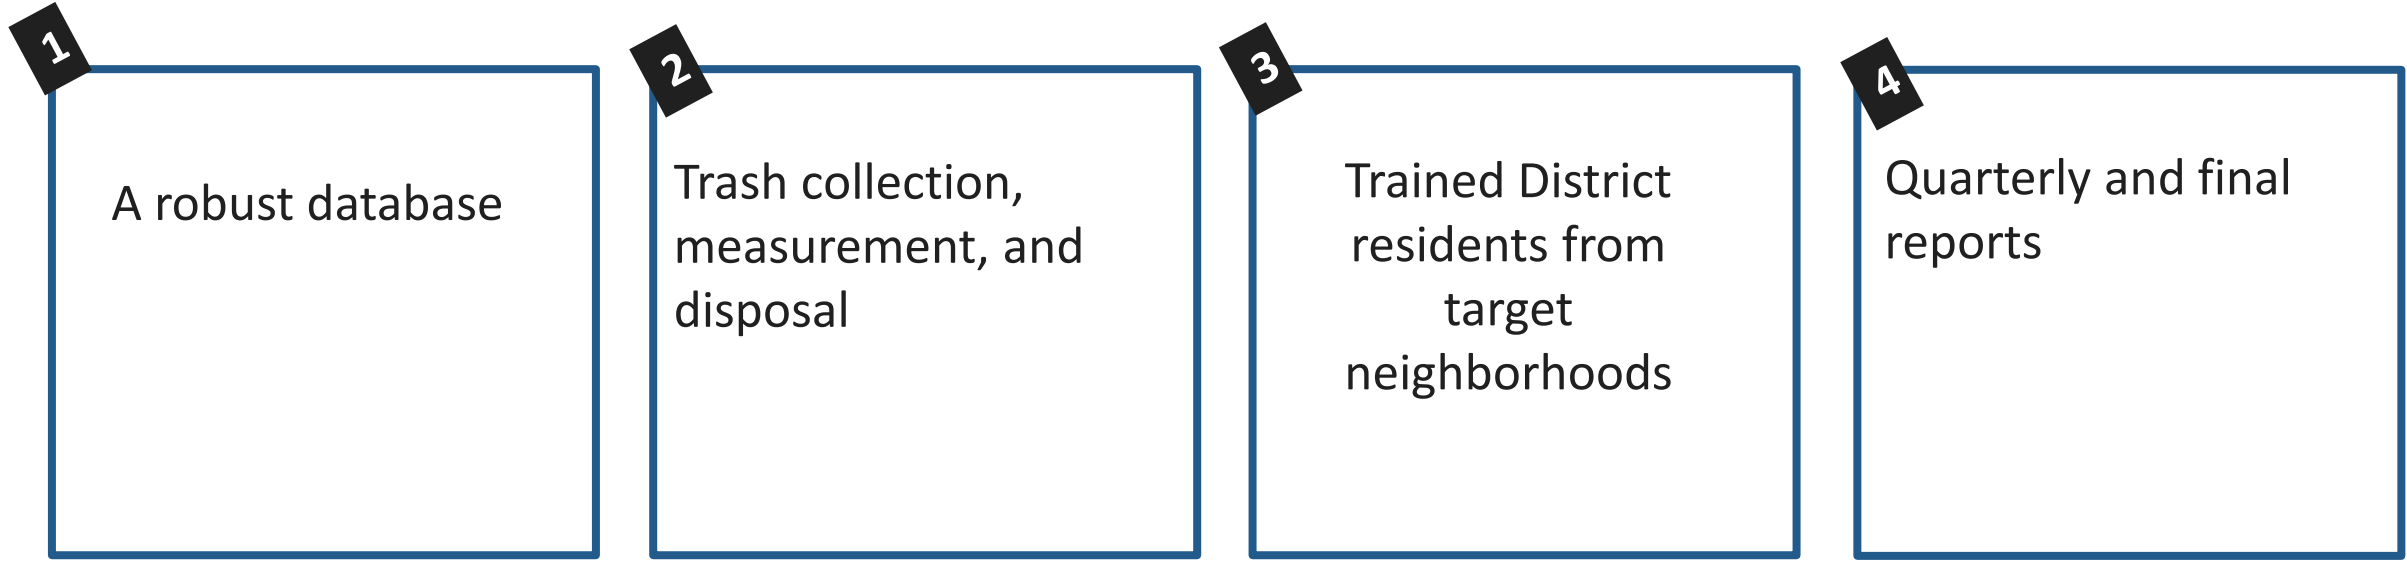 1
A robust database
2
Trash collection,
measurement, and
disposal
3
Trained District
residents from
target
neighborhoods
4
Quarterly and final
reports